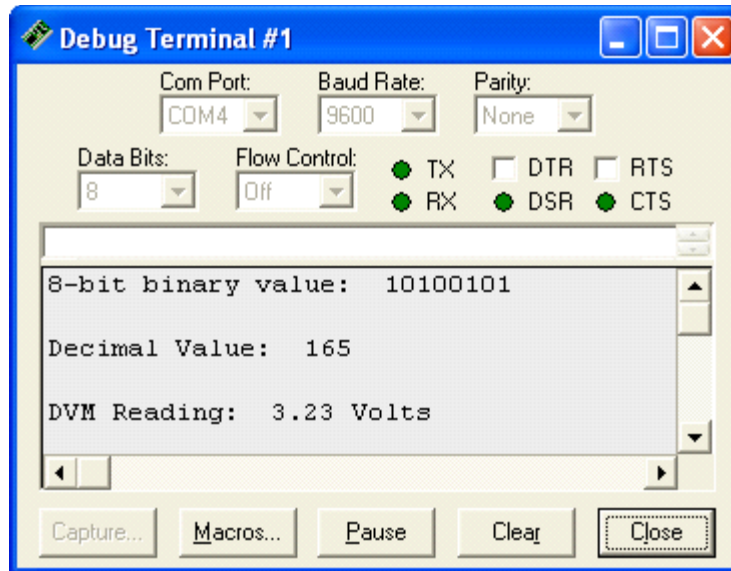 Debug Terminal #1
Com Port: Baud Rate: Parity:
COM4 9600 None
Data Bits: Flow Control: TX DTR RTS
8 Off RX DSR CTS
8-bit binary value:  10100101
Decimal Value:  165
DVM Reading:  3.23 Volts
Capture... Macros... Pause Clear Close